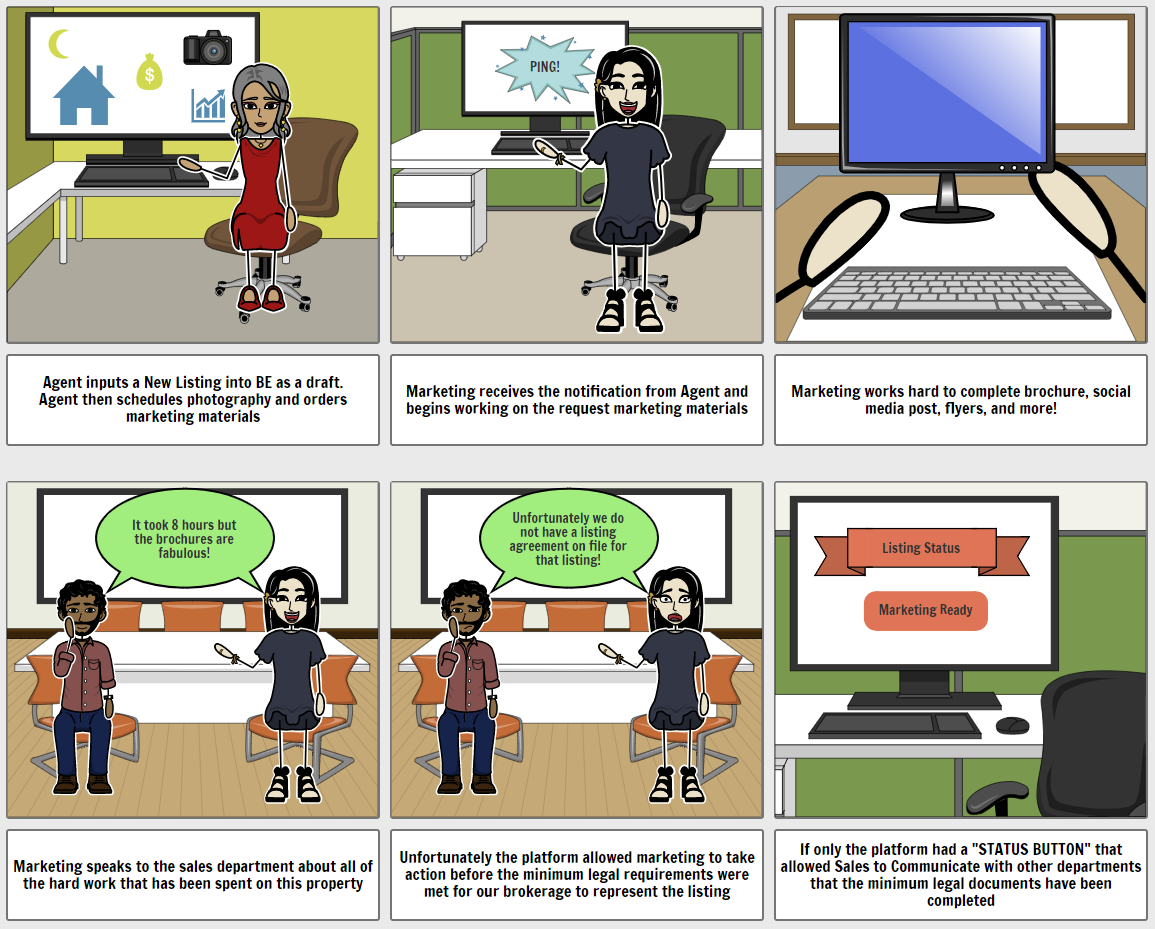 $
PING!
Agent inputs a New Listing into BE as a draft.
Agent then schedules photography and orders
marketing materials
Marketing receives the notification from Agent and
begins working on the request marketing materials
Marketing works hard to complete brochure, social
media post, flyers, and more!
It took 8 hours but
the brochures are
fabulous!
Unfortunately we do
not have a listing
agreement on file for
that listing!
Listing Status
Marketing Ready
Marketing speaks to the sales department about all of
the hard work that has been spent on this property
Unfortunately the platform allowed marketing to take
action before the minimum legal requirements were
met for our brokerage to represent the listing
If only the platform had a "STATUS BUTTON" that
allowed Sales to Communicate with other departments
that the minimum legal documents have been
completed